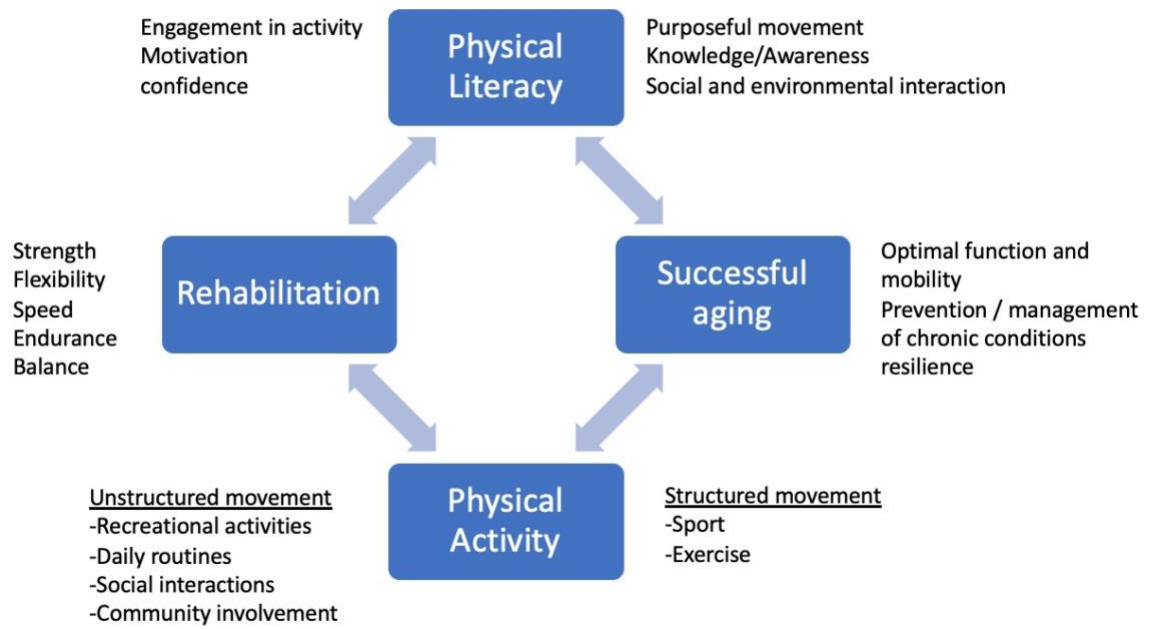 Engagement in activity
Motivation
confidence
Physical
Literacy
Purposeful movement
Knowledge/Awareness
Social and environmental interaction
Strength
Flexibility
Speed
Endurance
Balance
Rehabilitation
Successful
aging
Optimal function and
mobility
Prevention / management
of chronic conditions
resilience
Unstructured movement
-Recreational activities
-Daily routines
-Social interactions
-Community involvement
Physical
Activity
Structured movement
-Sport
-Exercise